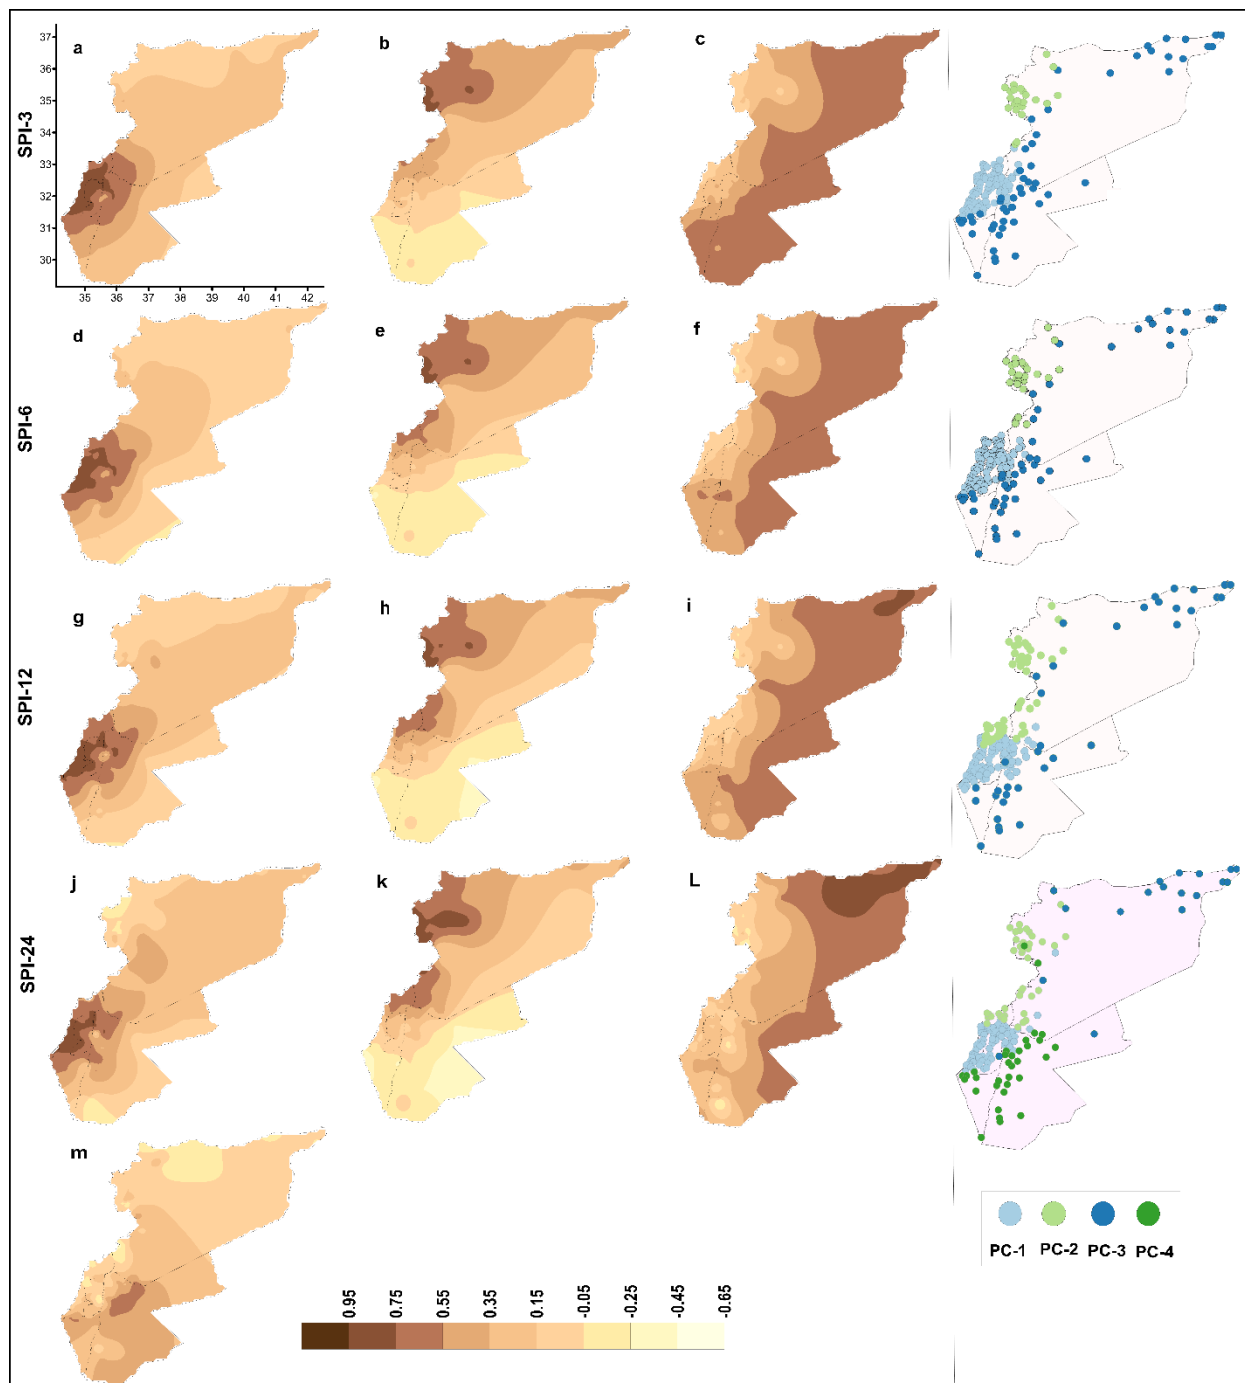 a b c
37
36
35
34
33
32
31
30
35 36 37 38 39 40 41 42
SPI-3
d e f
SPI-6
g h i
SPI-12
j k L
SPI-24
m
PC-1 PC-2 PC-3 PC-4
0.95 0.75 0.55 0.35 0.15 -0.05 -0.25 -0.45 -0.65